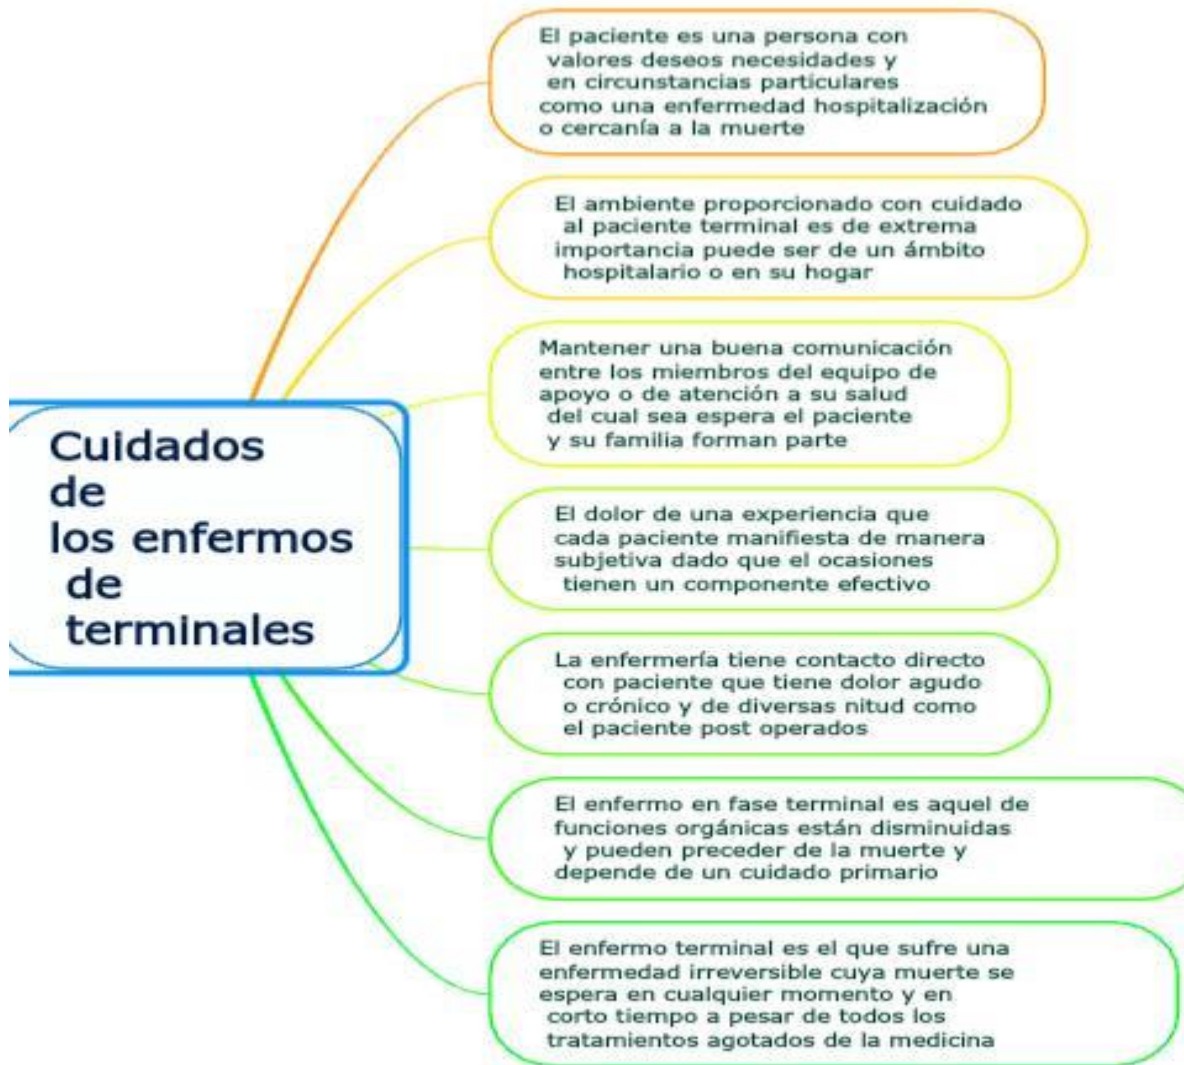 El paciente es una persona con
valores deseos necesidades y
en circunstancias particulares
como una enfermedad hospitalización
o cercanía a la muerte
El ambiente proporcionado con cuidado
al paciente terminal es de extrema
importancia puede ser de un ámbito
hospitalario o en su hogar
Mantener una buena comunicación
entre los miembros del equipo de
apoyo o de atención a su salud
del cual sea espera el paciente
y su familia forman parte
Cuidados
de
los enfermos
de
terminales
El dolor de una experiencia que
cada paciente manifiesta de manera
subjetiva dado que el ocasiones
tienen un componente efectivo
La enfermería tiene contacto directo
con paciente que tiene dolor agudo
o crónico y de diversas nitud como
el paciente post operados
El enfermo en fase terminal es aquel de
funciones orgánicas están disminuidas
y pueden preceder de la muerte y
depende de un cuidado primario
El enfermo terminal es el que sufre una
enfermedad irreversible cuya muerte se
espera en cualquier momento y en
corto tiempo a pesar de todos los
tratamientos agotados de la medicina